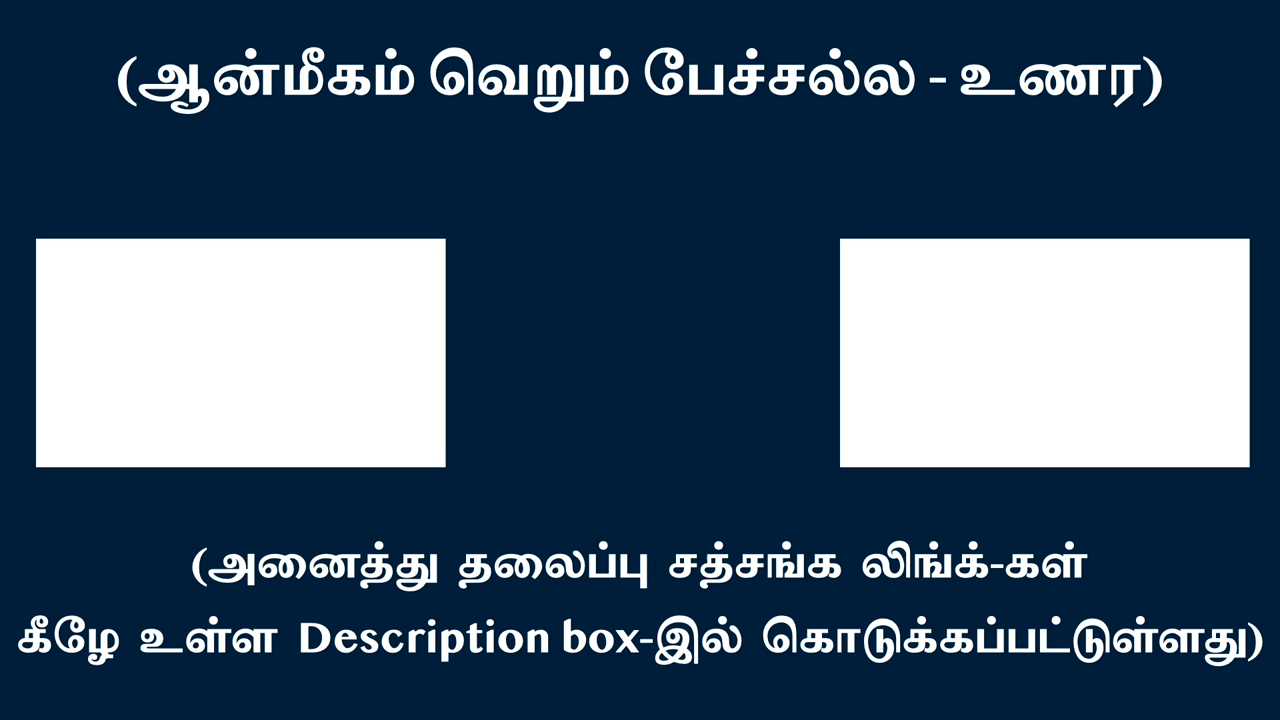 (ஆன்மீகம் வெறும் பேச்சல்ல - உணர)
(அனைத்து தலைப்பு சத்சங்க லிங்க்-கள்
கீழே உள்ள Description box-இல் கொடுக்கப்பட்டுள்ளது)